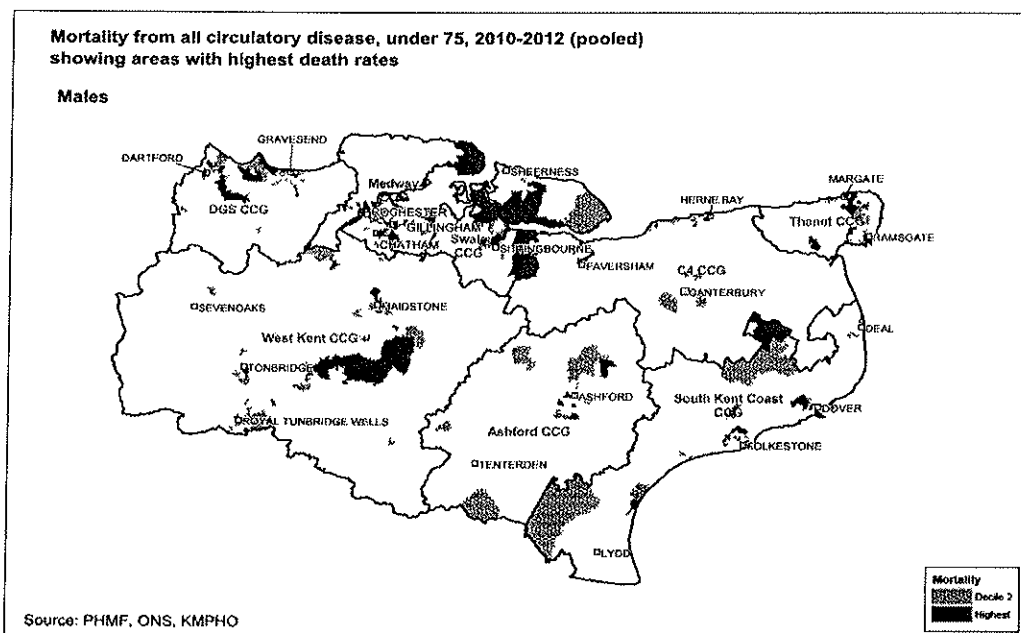 Mortality from all circulatory disease, under 75, 2010-2012 (pooled)
showing areas with highest death rates
Males
GRAVESEND
DARTFORD
DGS CCG
Medway
ROCHESTER
GILLINGHAM
CHATHAM
Swale
CCG
SHEERNESS
SITTINGBOURNE
FAVERSHAM
HERNE BAY
MARGATE
Thanet CCG
RAMSGATE
C4 CCG
CANTERBURY
DEAL
SEVENOAKS
MAIDSTONE
West Kent CCG
TONBRIDGE
ROYAL TUNBRIDGE WELLS
ASHFORD
Ashford CCG
TENTERDEN
South Kent Coast
CCG
DOVER
FOLKESTONE
LYDD
Mortality
Decile 2
Highest
Source: PHMF, ONS, KMPHO